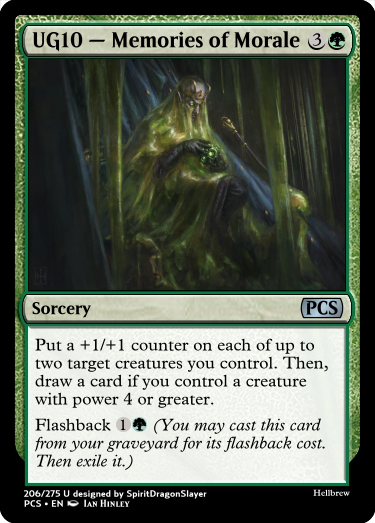 UG10 — Memories of Morale 3
Sorcery PCS
Put a +1/+1 counter on each of up to
two target creatures you control. Then,
draw a card if you control a creature
with power 4 or greater.
Flashback 1 (You may cast this card
from your graveyard for its flashback cost.
Then exile it.)
206/275 U designed by SpiritDragonSlayer Hellbrew
PCS • EN Ian Hinley